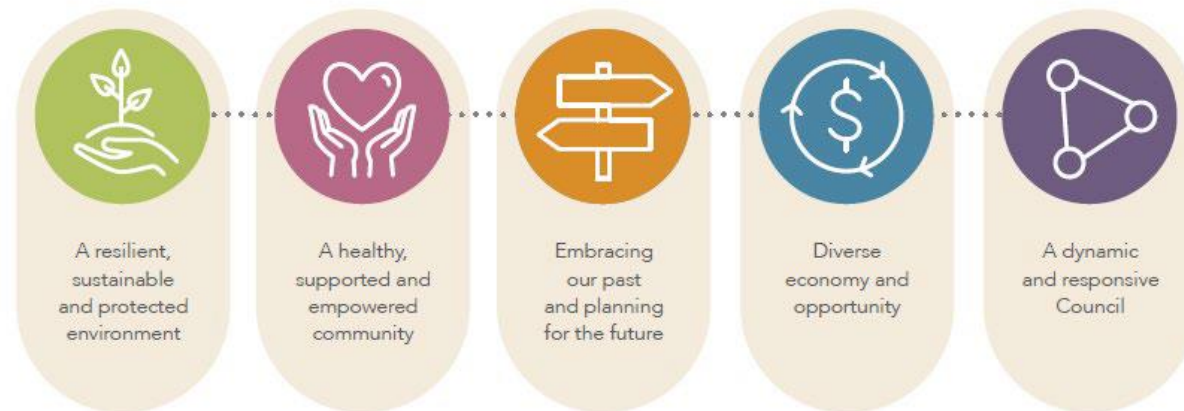 A resilient,
sustainable
and protected
environment
A healthy,
supported and
empowered
community
Embracing
our past
and planning
for the future
$
Diverse
economy and
opportunity
A dynamic
and responsive
Council